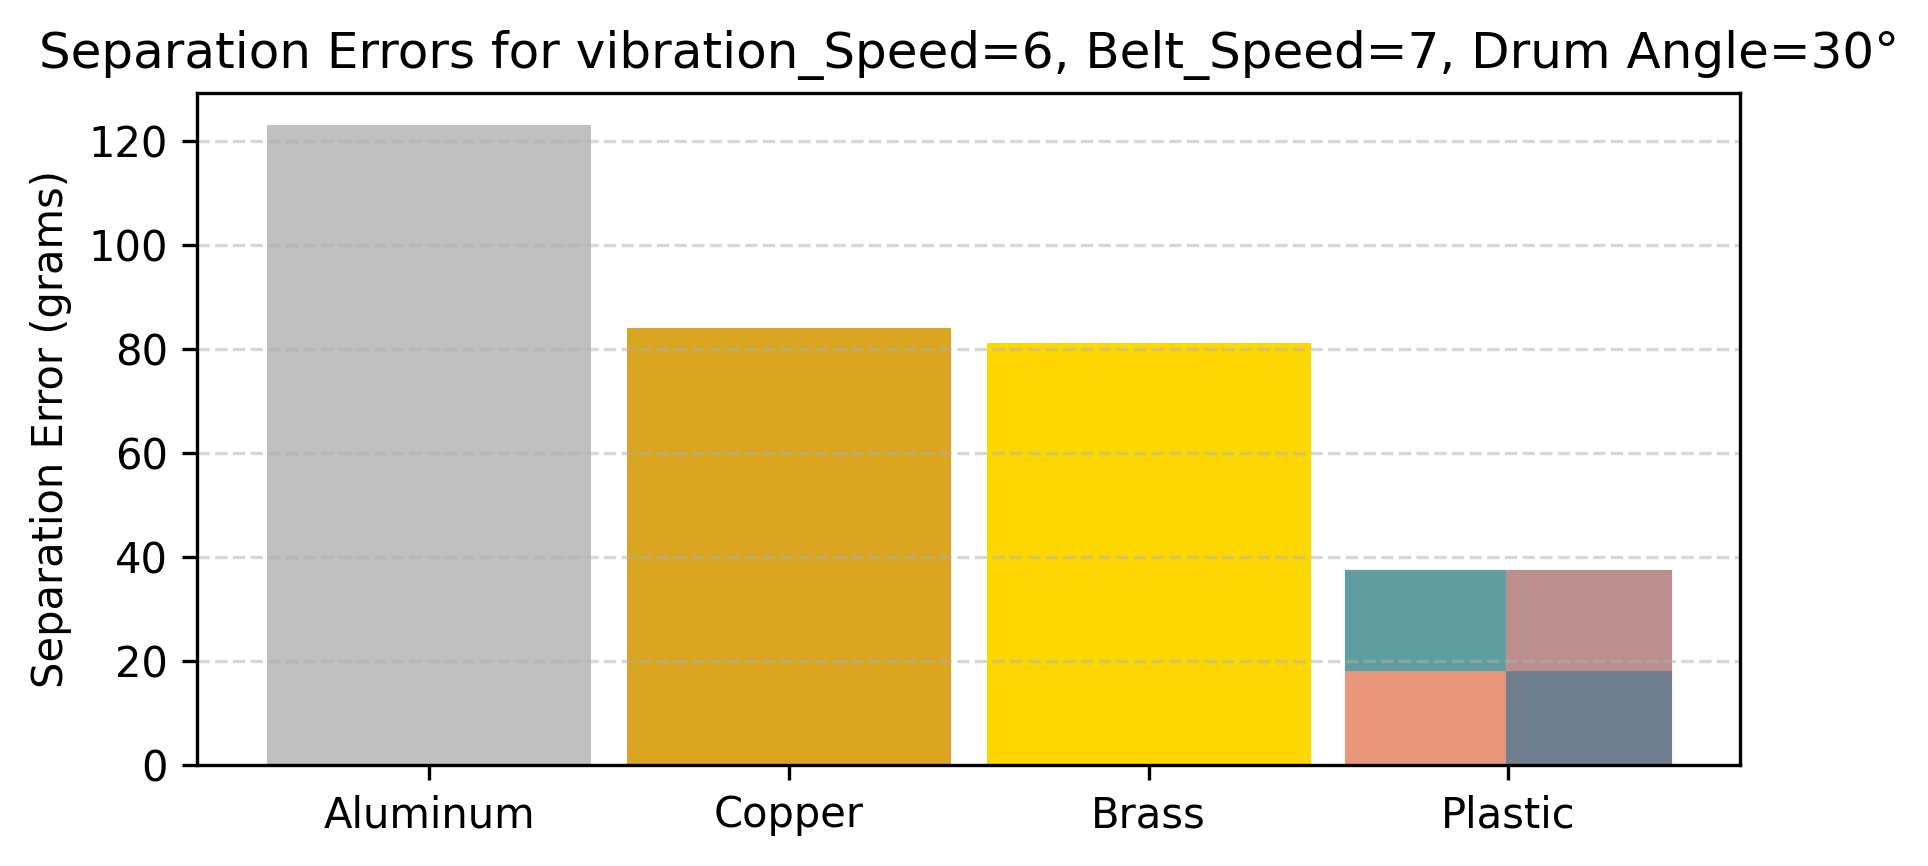 Separation Errors for vibration_Speed=6, Belt_Speed=7, Drum Angle=30°
Separation Error (grams)
120
100
80
60
40
20
0
Aluminum Copper Brass Plastic